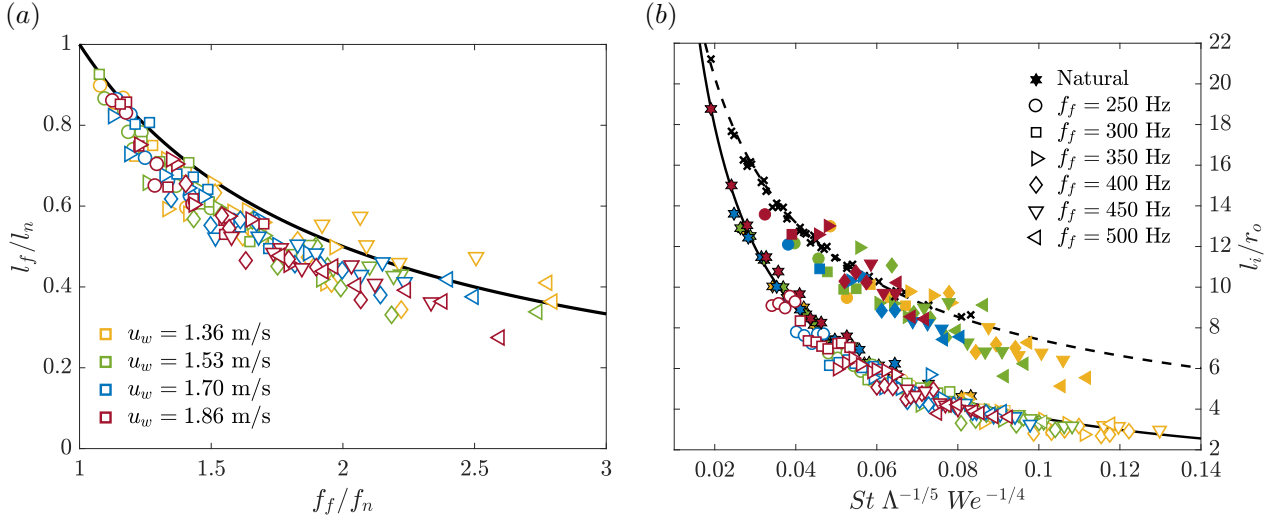 (a)
1
0.8
0.6
0.4
0.2
0
l_f/l_n
u_w = 1.36 m/s
u_w = 1.53 m/s
u_w = 1.70 m/s
u_w = 1.86 m/s
1 1.5 2 2.5 3
f_f/f_n
(b)
Natural
f_f = 250 Hz
f_f = 300 Hz
f_f = 350 Hz
f_f = 400 Hz
f_f = 450 Hz
f_f = 500 Hz
22
20
18
16
14
12
10
8
6
4
2
l_i/r_o
0.02 0.04 0.06 0.08 0.1 0.12 0.14
St Λ^{-1/5} We^{-1/4}